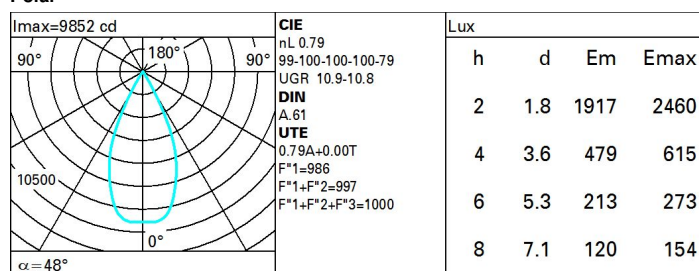 Imax=9852 cd
90°
180°
90°
10500
0°
α=48°
CIE
nL 0.79
99-100-100-100-79
UGR 10.9-10.8
DIN
A.61
UTE
0.79A+0.00T
F"1=986
F"1+F"2=997
F"1+F"2+F"3=1000
Lux
h d Em Emax
2 1.8 1917 2460
4 3.6 479 615
6 5.3 213 273
8 7.1 120 154